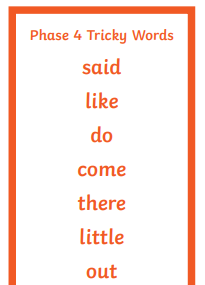 Phase 4 Tricky Words
said
like
do
come
there
little
out